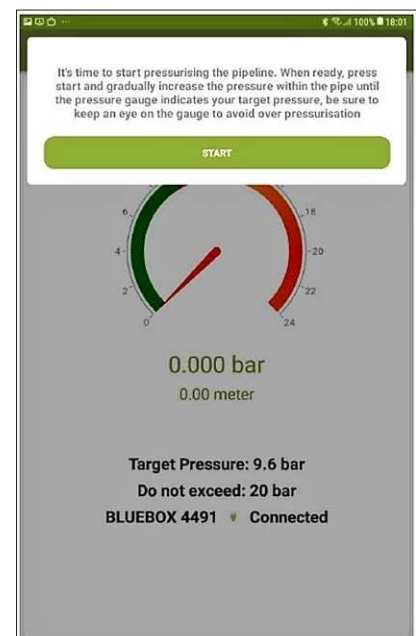 100% 18:01
It's time to start pressurising the pipeline. When ready, press
start and gradually increase the pressure within the pipe until
the pressure gauge indicates your target pressure, be sure to
keep an eye on the gauge to avoid over pressurisation
START
6
18
4
20
2
22
0
24
0.000 bar
0.00 meter
Target Pressure: 9.6 bar
Do not exceed: 20 bar
BLUEBOX 4491 Connected